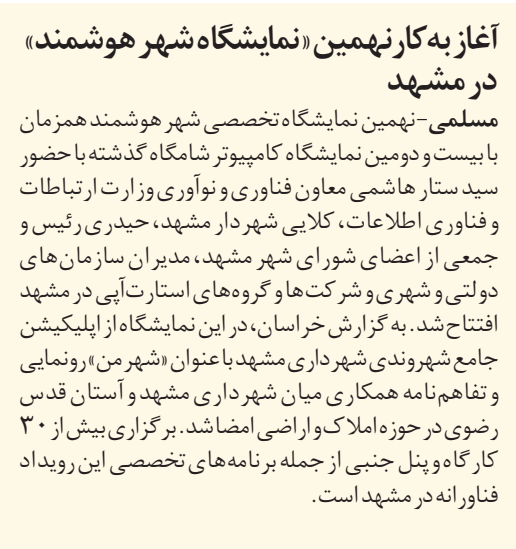 آغاز به کار نهمین «نمایشگاه شهر هوشمند»
در مشهد
مسلمی-نهمین نمایشگاه تخصصی شهر هوشمند همزمان
با بیست و دومین نمایشگاه کامپیوتر شامگاه گذشته با حضور
سید ستار هاشمی معاون فناوری و نوآوری وزارت ارتباطات
و فناوری اطلاعات، کلایی شهردار مشهد، حیدری رئیس و
جمعی از اعضای شورای شهر مشهد، مدیران سازمان‌های
دولتی و شهری و شرکت‌ها و گروه‌های استارت‌آپی در مشهد
افتتاح شد. به گزارش خراسان، در این نمایشگاه از اپلیکیشن
جامع شهروندی شهرداری مشهد با عنوان «شهر من» رونمایی
و تفاهم‌نامه همکاری میان شهرداری مشهد و آستان قدس
رضوی در حوزه املاک و اراضی امضا شد. برگزاری بیش از ۳۰
کارگاه و پنل جنبی از جمله برنامه‌های تخصصی این رویداد
فناورانه در مشهد است.